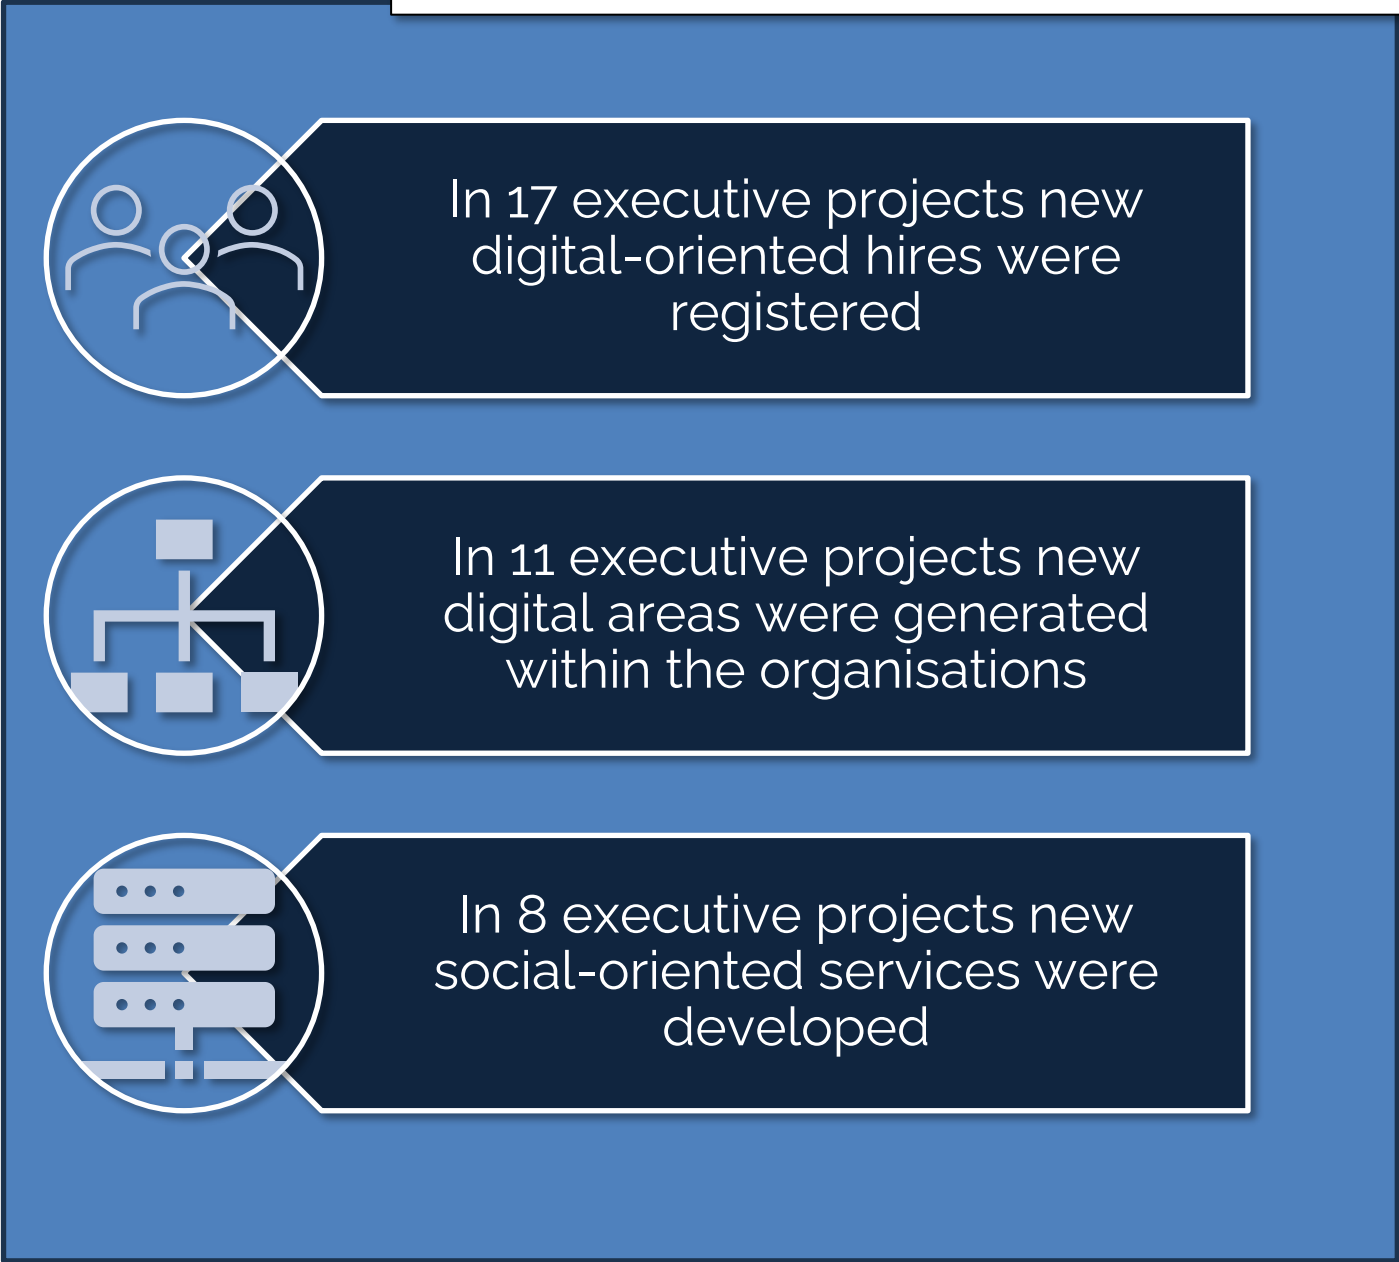 In 17 executive projects new
digital-oriented hires were
registered
In 11 executive projects new
digital areas were generated
within the organisations
In 8 executive projects new
social-oriented services were
developed